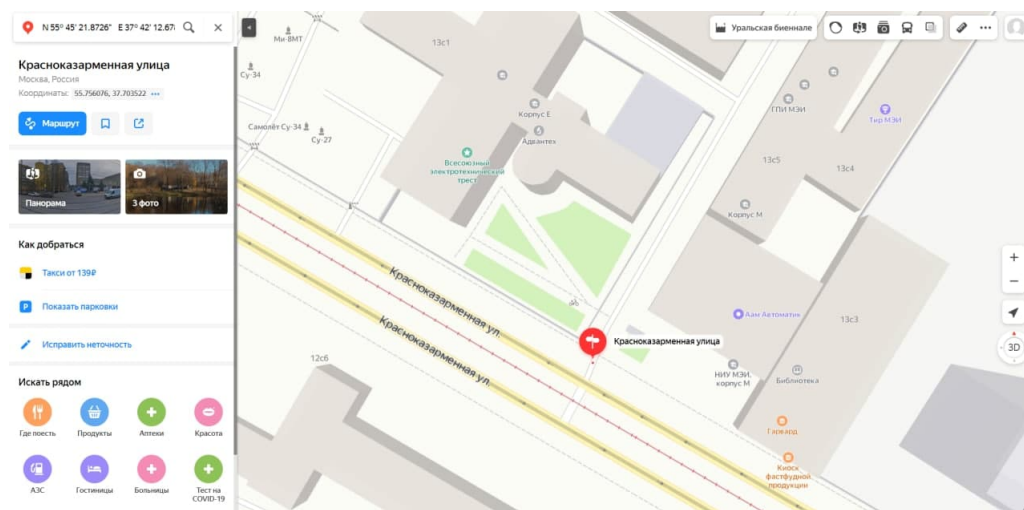 N 55° 45' 21.8726" E 37° 42' 12.67
Красноказарменная улица
Москва, Россия
Координаты: 55.756076, 37.703522 •••
Маршрут
Панорама
3 фото
Как добраться
Такси от 139₽
P Показать парковки
Исправить неточность
Искать рядом
Где поесть
Продукты
Аптеки
Красота
АЗС
Гостиницы
Больницы
Тест на
COVID-19
Уральская биеннале
Ми-8МТ
13с1
Су-34
Корпус Е
Адвантех
Самолёт Су-34
Су-27
Всесоюзный
электротехнический
трест
ГПИ МЭИ
Тир МЭИ
13с5
13с4
Корпус М
Красноказарменная ул.
Красноказарменная ул.
Аан Автоматик
13с3
Красноказарменная улица
12с6
НИУ МЭИ,
корпус М
Библиотека
Гарвард
Киоск
фастфудной
продукции
+
−
3D